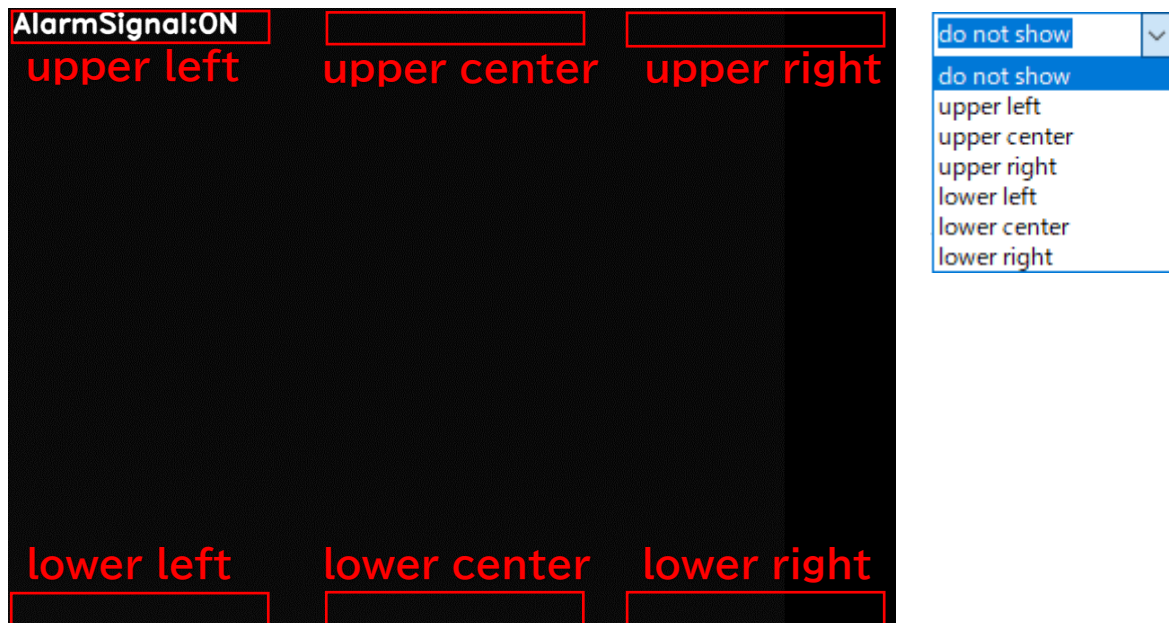 AlarmSignal:ON
upper left
upper center
upper right
lower left
lower center
lower right
do not show
do not show
upper left
upper center
upper right
lower left
lower center
lower right